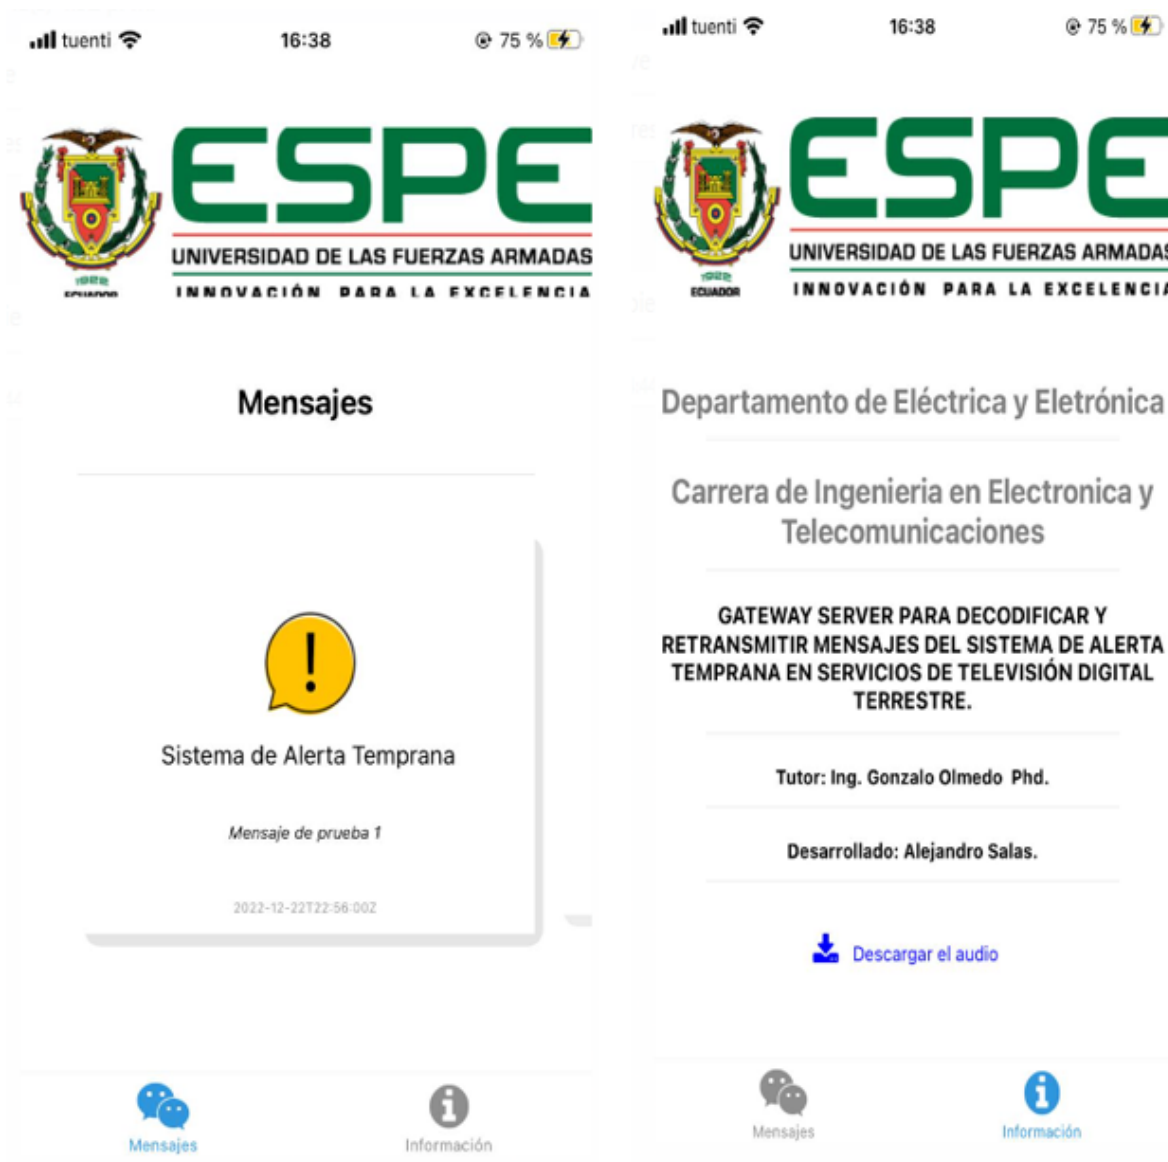 tuenti 16:38 75 %
ESPE
UNIVERSIDAD DE LAS FUERZAS ARMADAS
INNOVACIÓN PARA LA EXCELENCIA
1922
ECUADOR
Mensajes
Sistema de Alerta Temprana
Mensaje de prueba 1
2022-12-22T22:56:00Z
Mensajes
Información
tuenti 16:38 75 %
ESPE
UNIVERSIDAD DE LAS FUERZAS ARMADAS
INNOVACIÓN PARA LA EXCELENCIA
1922
ECUADOR
Departamento de Eléctrica y Eletrónica
Carrera de Ingenieria en Electronica y
Telecomunicaciones
GATEWAY SERVER PARA DECODIFICAR Y
RETRANSMITIR MENSAJES DEL SISTEMA DE ALERTA
TEMPRANA EN SERVICIOS DE TELEVISIÓN DIGITAL
TERRESTRE.
Tutor: Ing. Gonzalo Olmedo Phd.
Desarrollado: Alejandro Salas.
Descargar el audio
Mensajes
Información